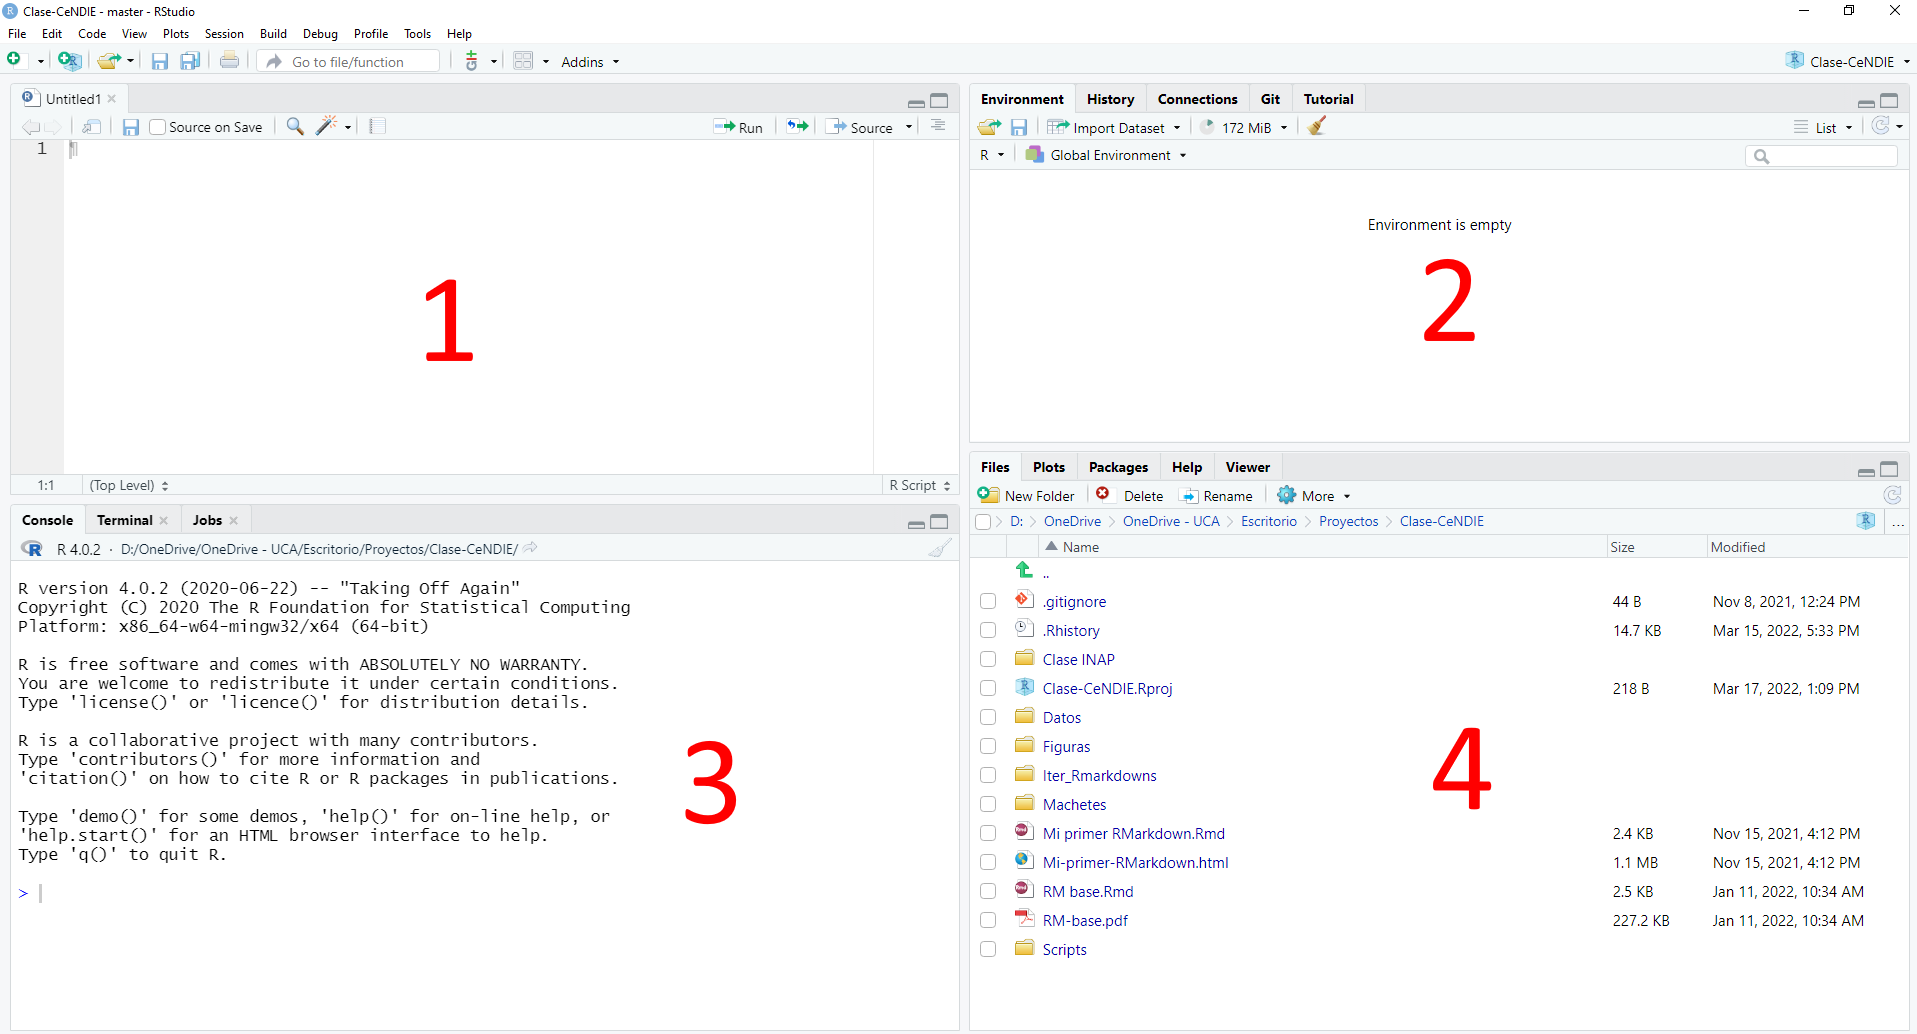 Clase-CeNDIE - master - RStudio
File Edit Code View Plots Session Build Debug Profile Tools Help
Go to file/function Addins Clase-CeNDIE
Untitled1
Source on Save Run Source
1
1
1:1 (Top Level) R Script
Environment History Connections Git Tutorial
Import Dataset 172 MiB List
R Global Environment
Environment is empty
2
Console Terminal Jobs
R 4.0.2 · D:/OneDrive/OneDrive - UCA/Escritorio/Proyectos/Clase-CeNDIE/
R version 4.0.2 (2020-06-22) -- "Taking Off Again"
Copyright (C) 2020 The R Foundation for Statistical Computing
Platform: x86_64-w64-mingw32/x64 (64-bit)
R is free software and comes with ABSOLUTELY NO WARRANTY.
You are welcome to redistribute it under certain conditions.
Type 'license()' or 'licence()' for distribution details.
R is a collaborative project with many contributors.
Type 'contributors()' for more information and
'citation()' on how to cite R or R packages in publications.
Type 'demo()' for some demos, 'help()' for on-line help, or
'help.start()' for an HTML browser interface to help.
Type 'q()' to quit R.
>
3
Files Plots Packages Help Viewer
New Folder Delete Rename More
D: OneDrive OneDrive - UCA Escritorio Proyectos Clase-CeNDIE ...
Name Size Modified
..
.gitignore 44 B Nov 8, 2021, 12:24 PM
.Rhistory 14.7 KB Mar 15, 2022, 5:33 PM
Clase INAP
Clase-CeNDIE.Rproj 218 B Mar 17, 2022, 1:09 PM
Datos
Figuras
Iter_Rmarkdowns
Machetes
Mi primer RMarkdown.Rmd 2.4 KB Nov 15, 2021, 4:12 PM
Mi-primer-RMarkdown.html 1.1 MB Nov 15, 2021, 4:12 PM
RM base.Rmd 2.5 KB Jan 11, 2022, 10:34 AM
RM-base.pdf 227.2 KB Jan 11, 2022, 10:34 AM
Scripts
4